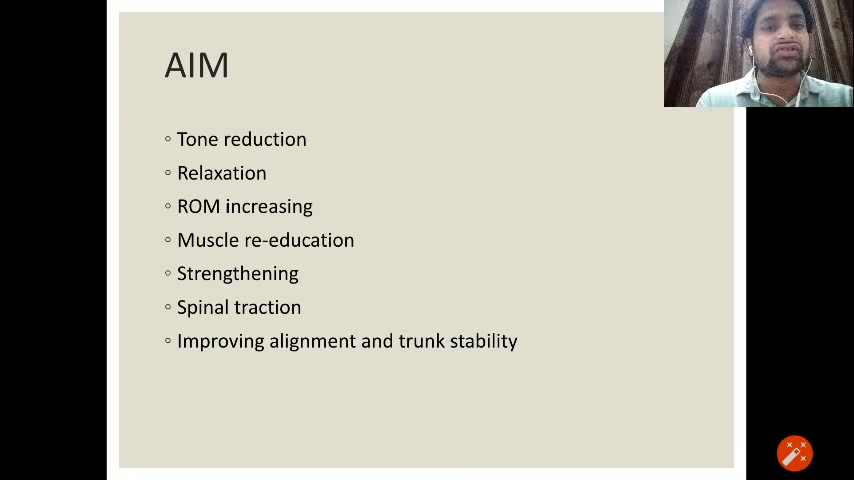 AIM
◦ Tone reduction
◦ Relaxation
◦ ROM increasing
◦ Muscle re-education
◦ Strengthening
◦ Spinal traction
◦ Improving alignment and trunk stability